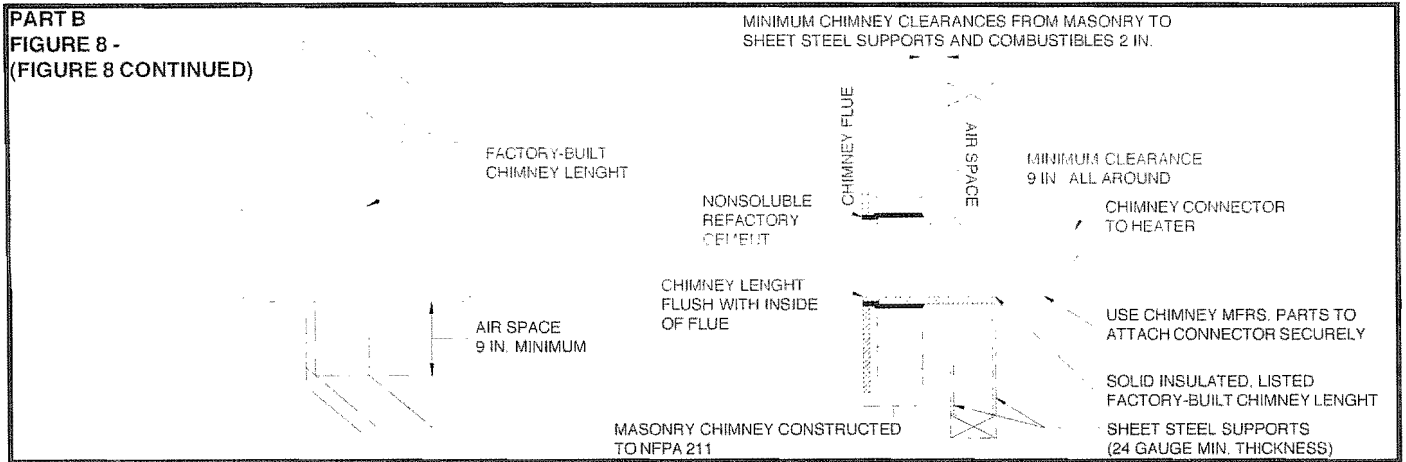 PART B
FIGURE 8 -
(FIGURE 8 CONTINUED)
FACTORY-BUILT
CHIMNEY LENGHT
AIR SPACE
9 IN. MINIMUM
MINIMUM CHIMNEY CLEARANCES FROM MASONRY TO
SHEET STEEL SUPPORTS AND COMBUSTIBLES 2 IN.
CHIMNEY FLUE
AIR SPACE
MINIMUM CLEARANCE
9 IN ALL AROUND
NONSOLUBLE
REFACTORY
CEMENT
CHIMNEY CONNECTOR
TO HEATER
CHIMNEY LENGHT
FLUSH WITH INSIDE
OF FLUE
USE CHIMNEY MFRS. PARTS TO
ATTACH CONNECTOR SECURELY
SOLID INSULATED, LISTED
FACTORY-BUILT CHIMNEY LENGHT
MASONRY CHIMNEY CONSTRUCTED
TO NFPA 211
SHEET STEEL SUPPORTS
(24 GAUGE MIN. THICKNESS)